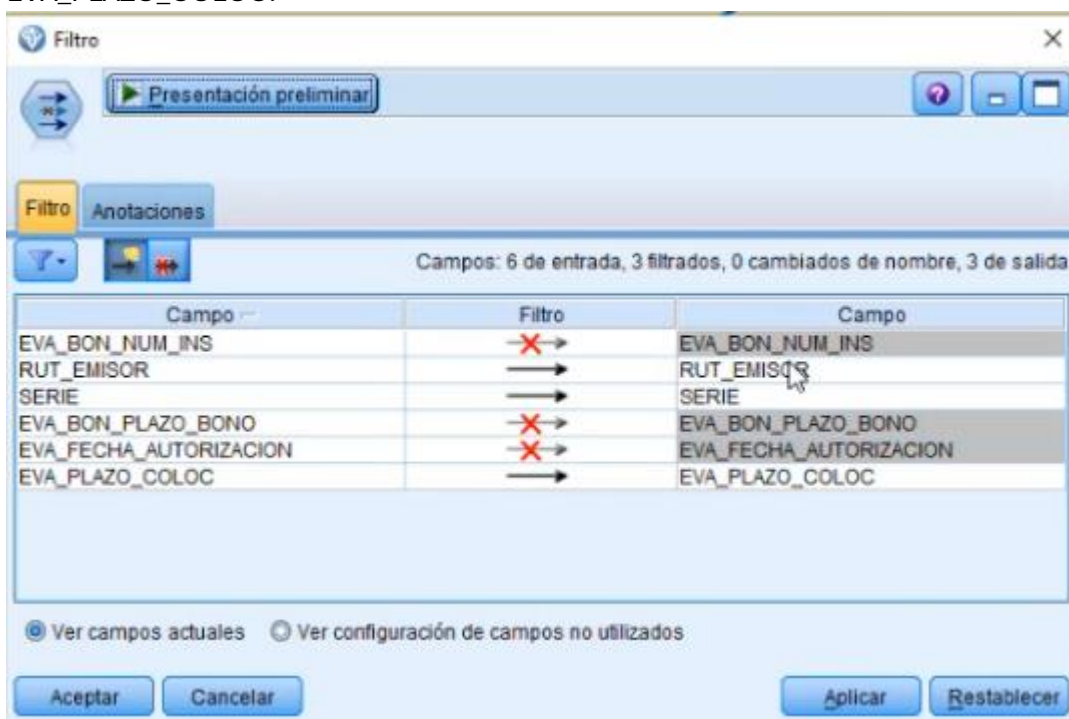 EVA_PLAZO_COLOC.
Filtro
Presentación preliminar
Filtro Anotaciones
Campos: 6 de entrada, 3 filtrados, 0 cambiados de nombre, 3 de salida
Campo Filtro Campo
EVA_BON_NUM_INS EVA_BON_NUM_INS
RUT_EMISOR RUT_EMISOR
SERIE SERIE
EVA_BON_PLAZO_BONO EVA_BON_PLAZO_BONO
EVA_FECHA_AUTORIZACION EVA_FECHA_AUTORIZACION
EVA_PLAZO_COLOC EVA_PLAZO_COLOC
Ver campos actuales Ver configuración de campos no utilizados
Aceptar Cancelar Aplicar Restablecer